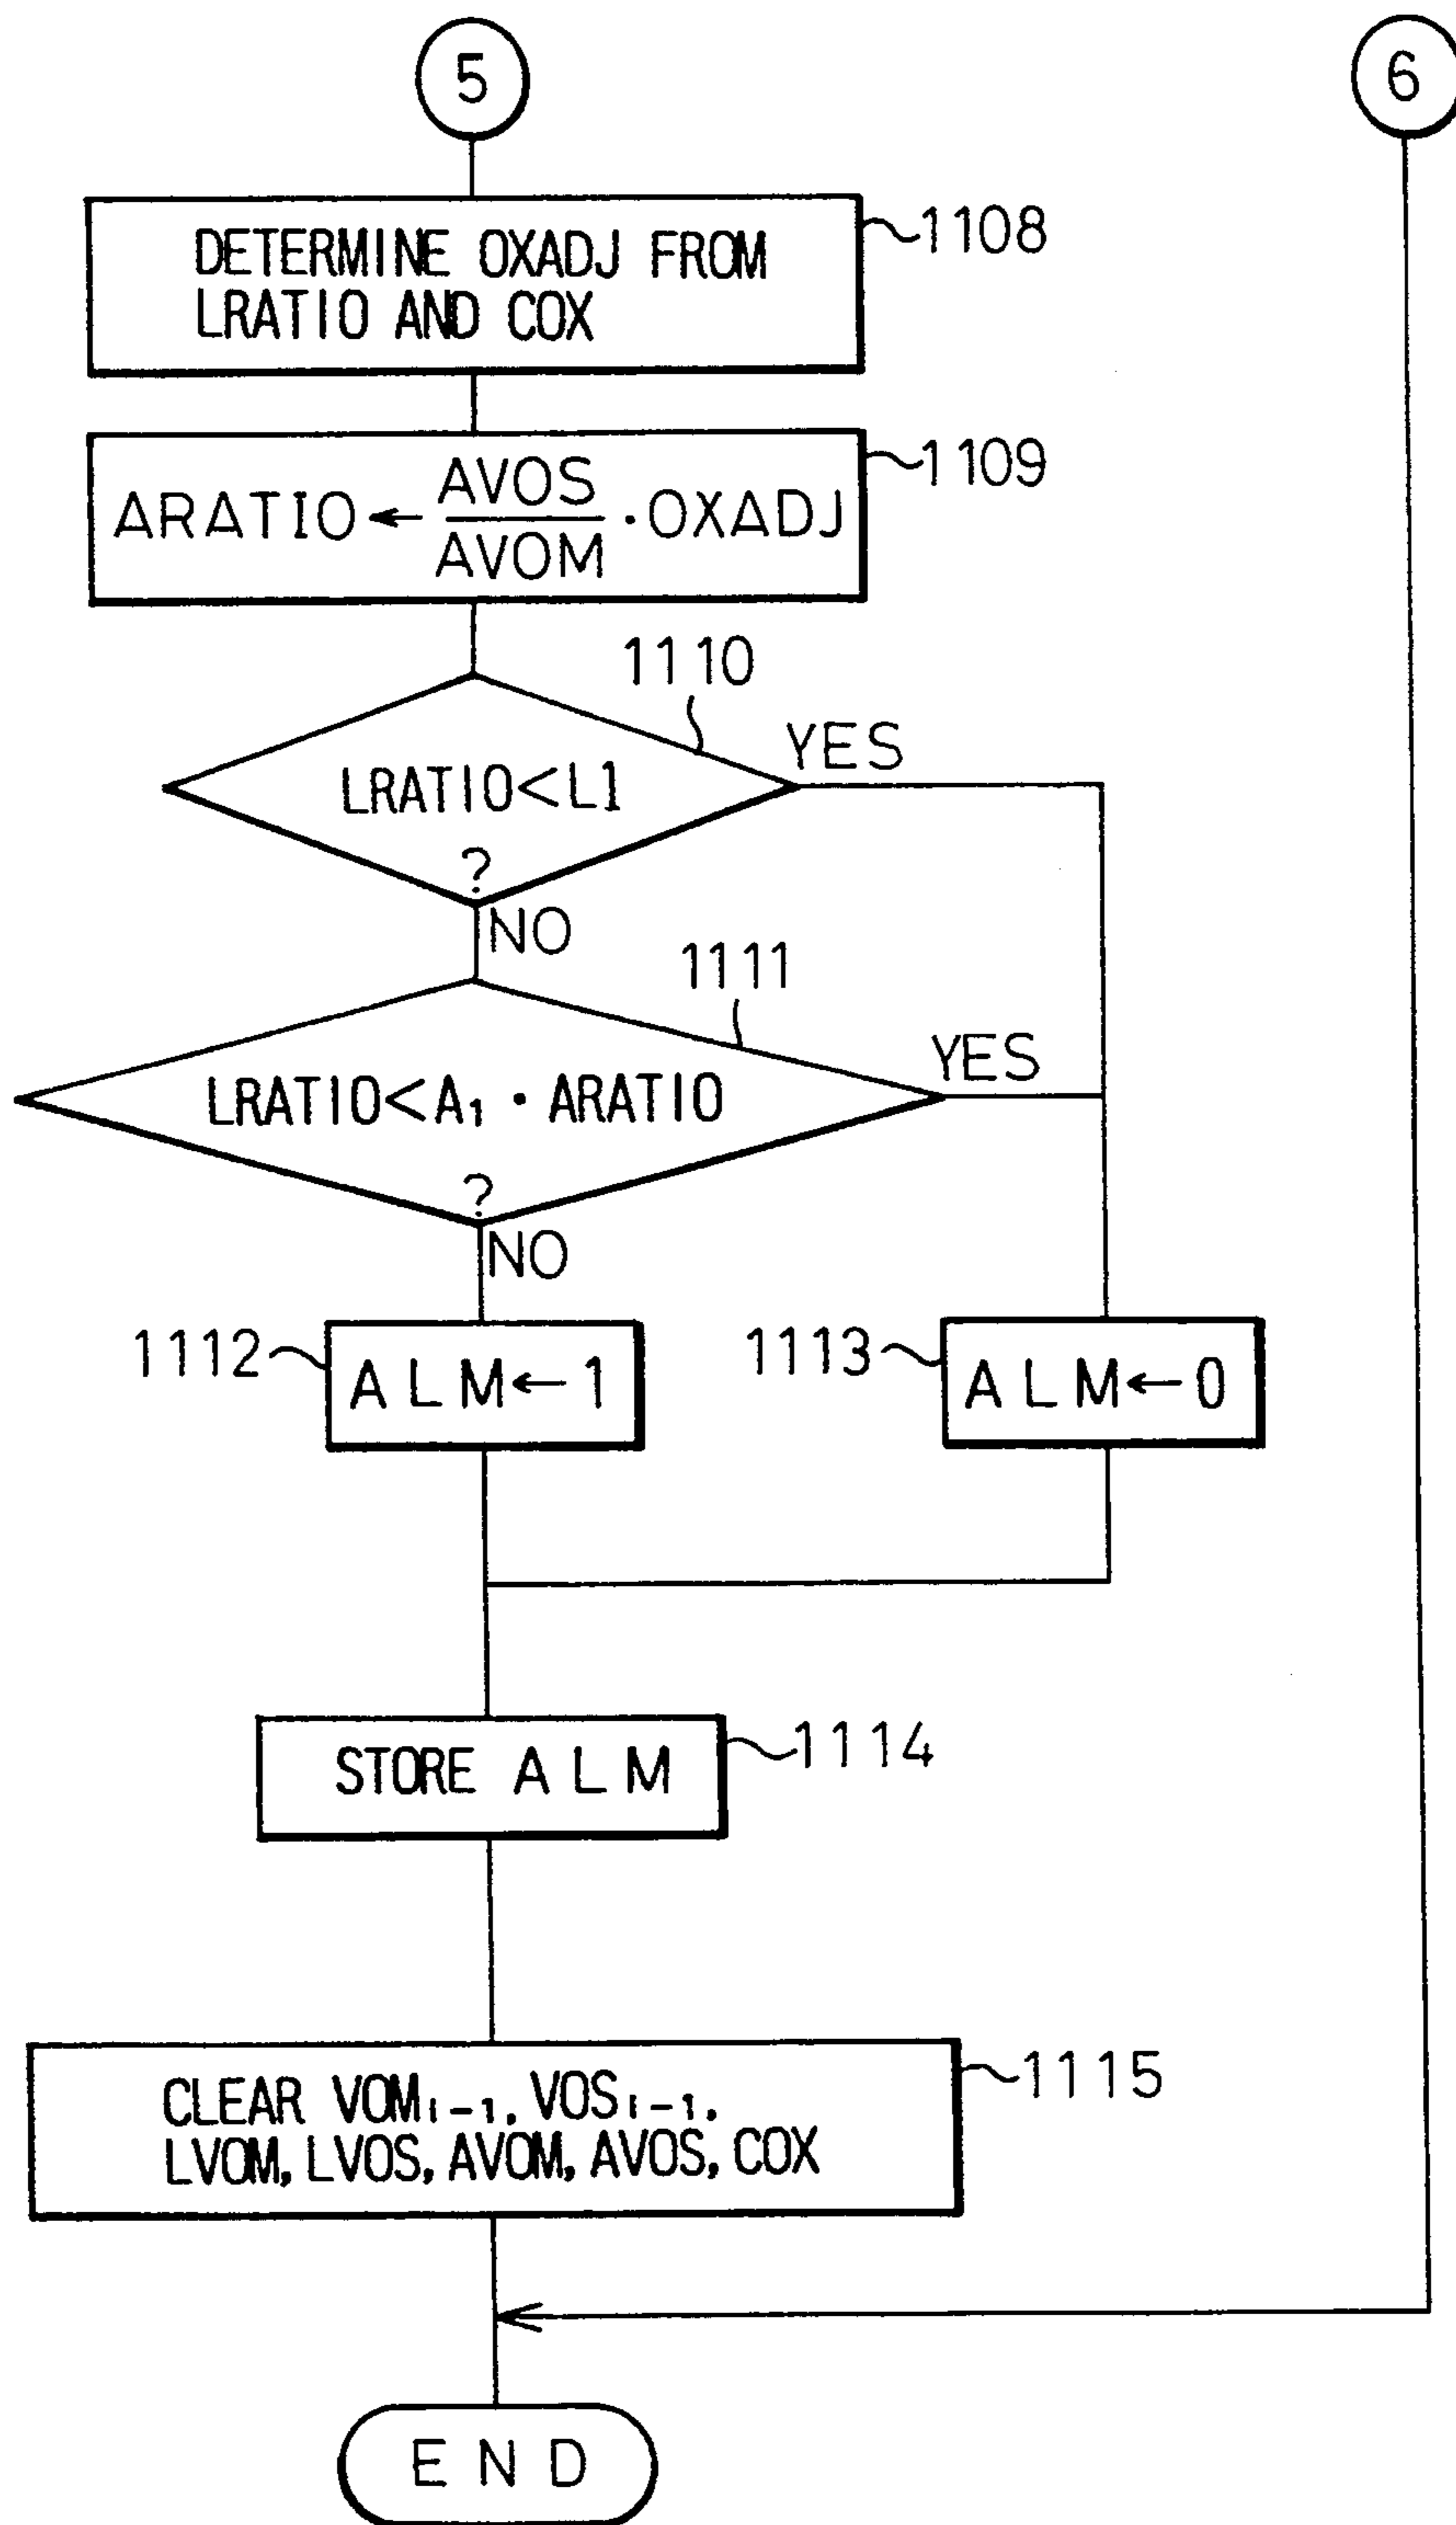 5
6
DETERMINE OXADJ FROM
LRATIO AND COX
1108
ARATIO ← AVOS / AVOM · OXADJ
1109
1110
LRATIO<L1
?
YES
NO
1111
LRATIO<A₁ · ARATIO
?
YES
NO
1112
ALM←1
1113
ALM←0
STORE ALM
1114
CLEAR VOMᵢ₋₁, VOSᵢ₋₁,
LVOM, LVOS, AVOM, AVOS, COX
1115
END